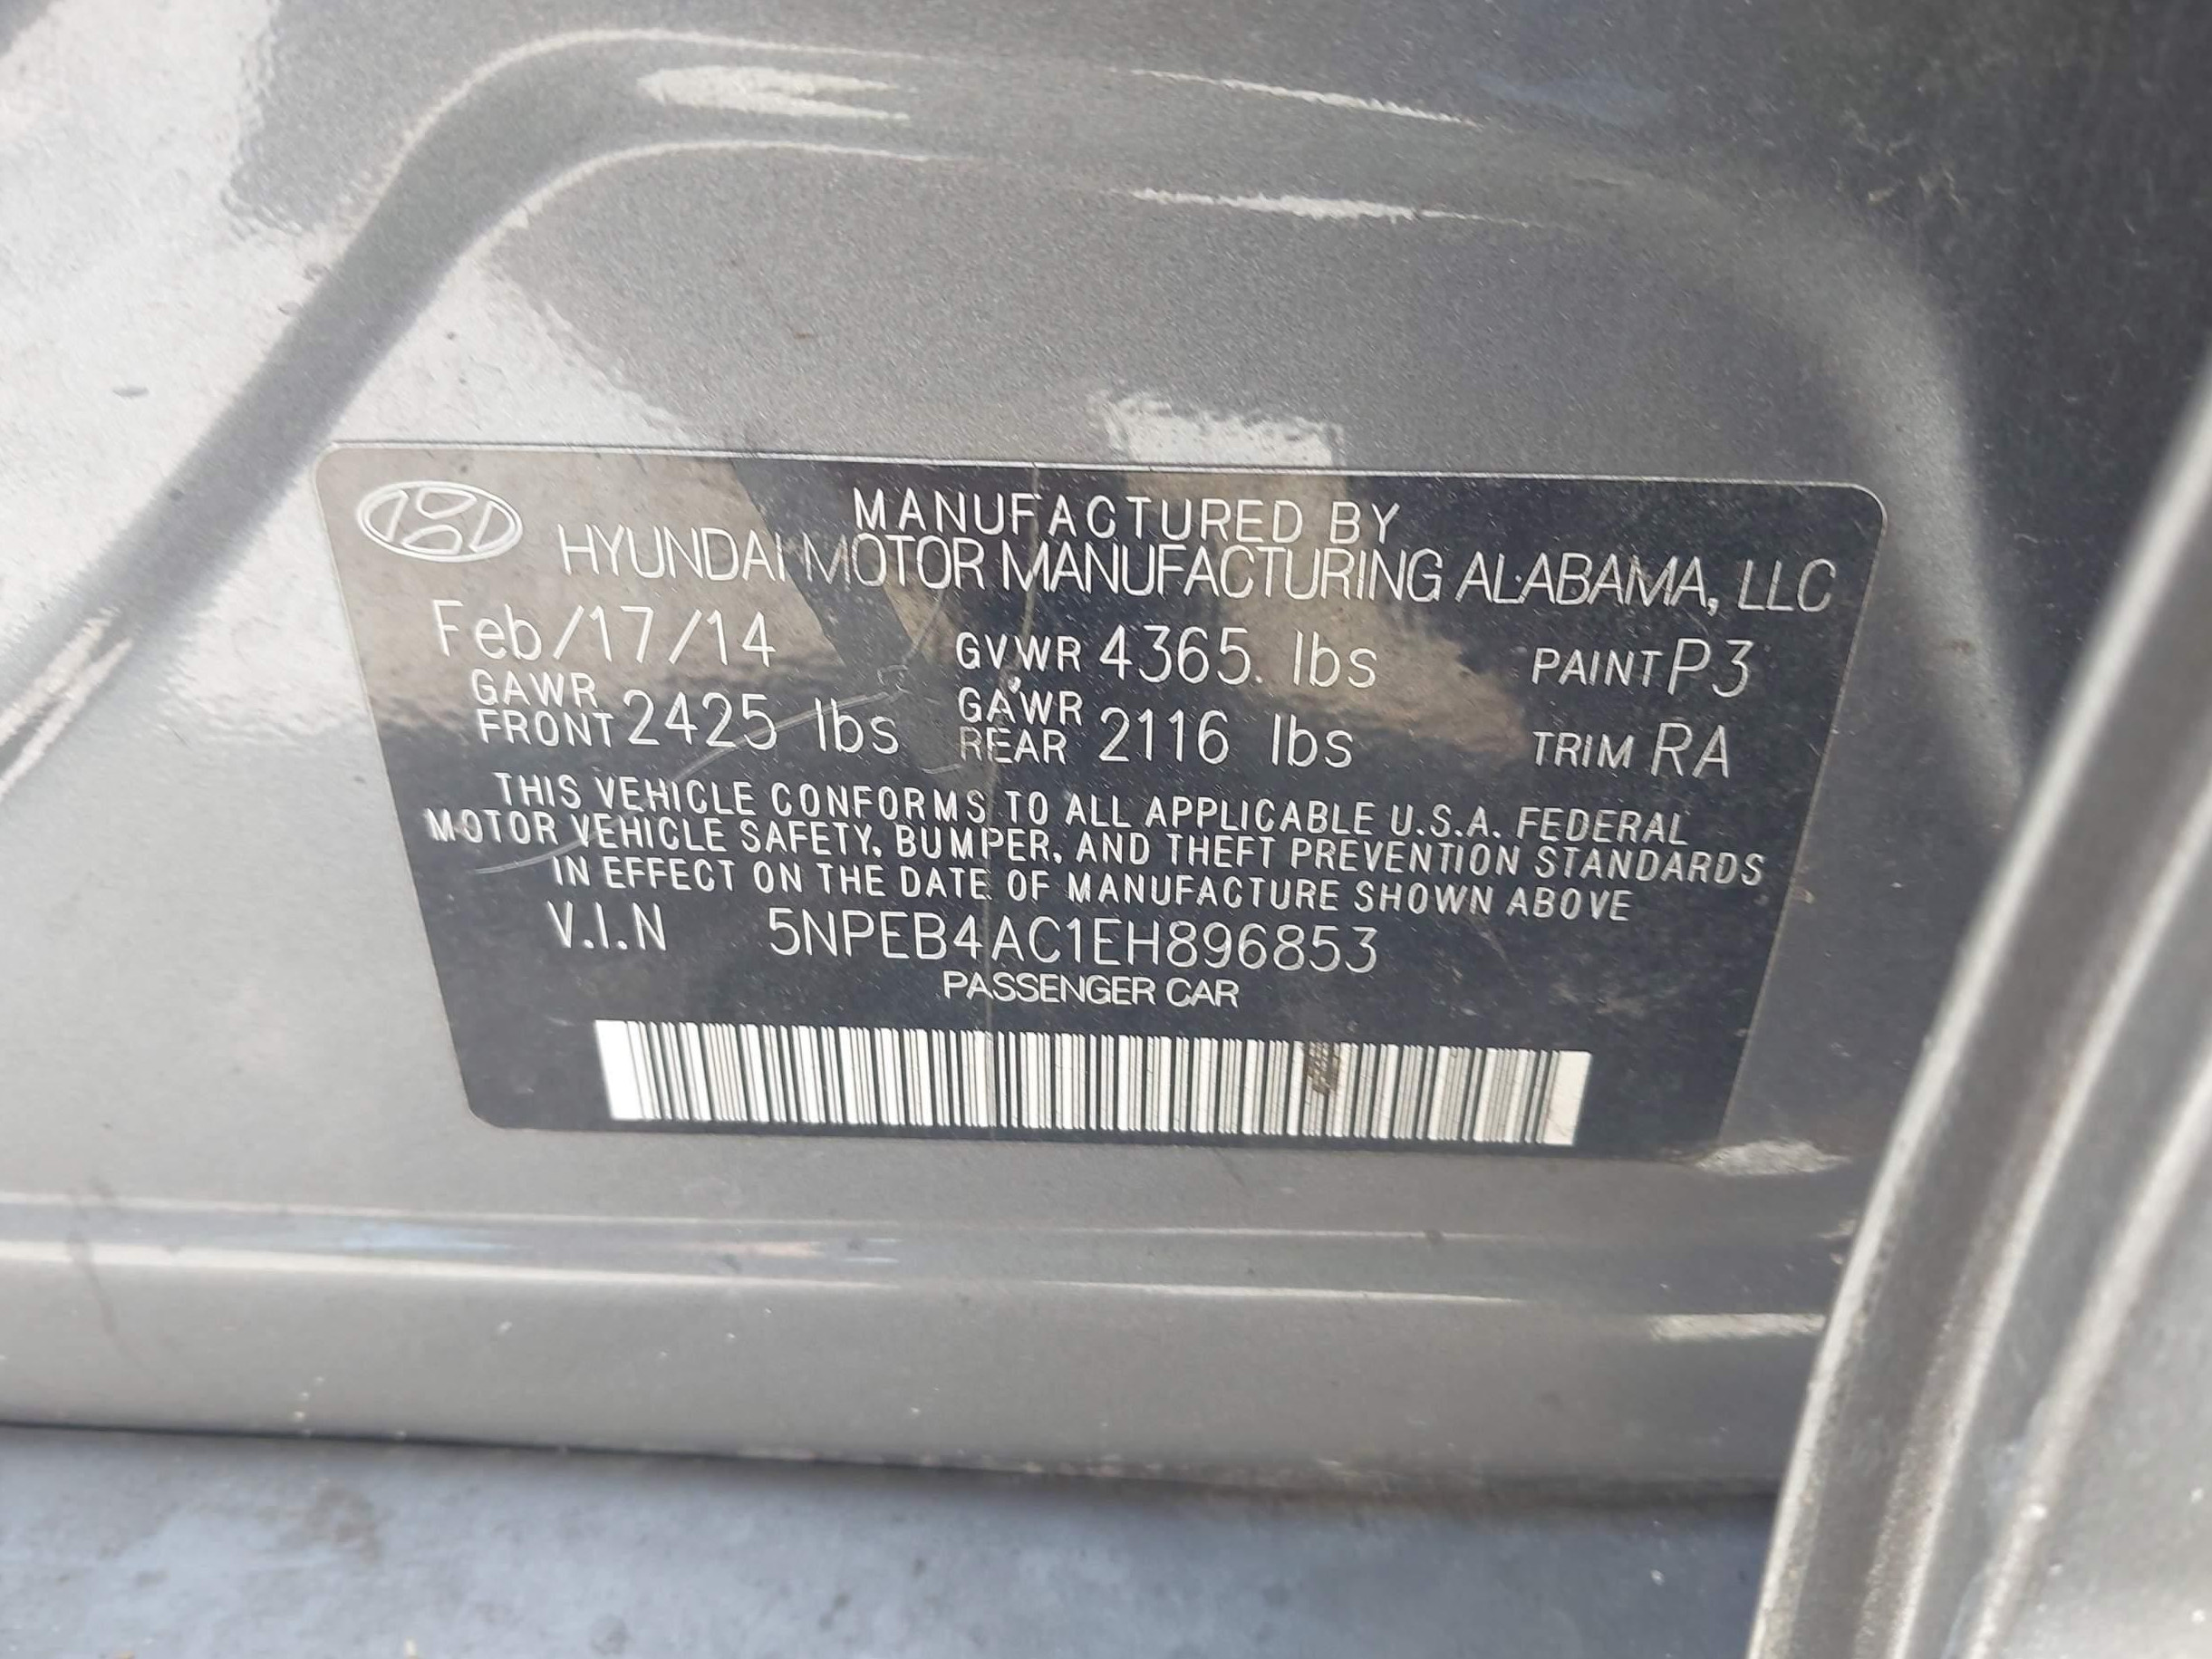 MANUFACTURED BY
HYUNDAI MOTOR MANUFACTURING ALABAMA, LLC
Feb/17/14 GVWR 4365. lbs PAINT P3
GAWR FRONT 2425 lbs GAWR REAR 2116 lbs TRIM RA
THIS VEHICLE CONFORMS TO ALL APPLICABLE U.S.A. FEDERAL
MOTOR VEHICLE SAFETY, BUMPER, AND THEFT PREVENTION STANDARDS
IN EFFECT ON THE DATE OF MANUFACTURE SHOWN ABOVE
V.I.N 5NPEB4AC1EH896853
PASSENGER CAR